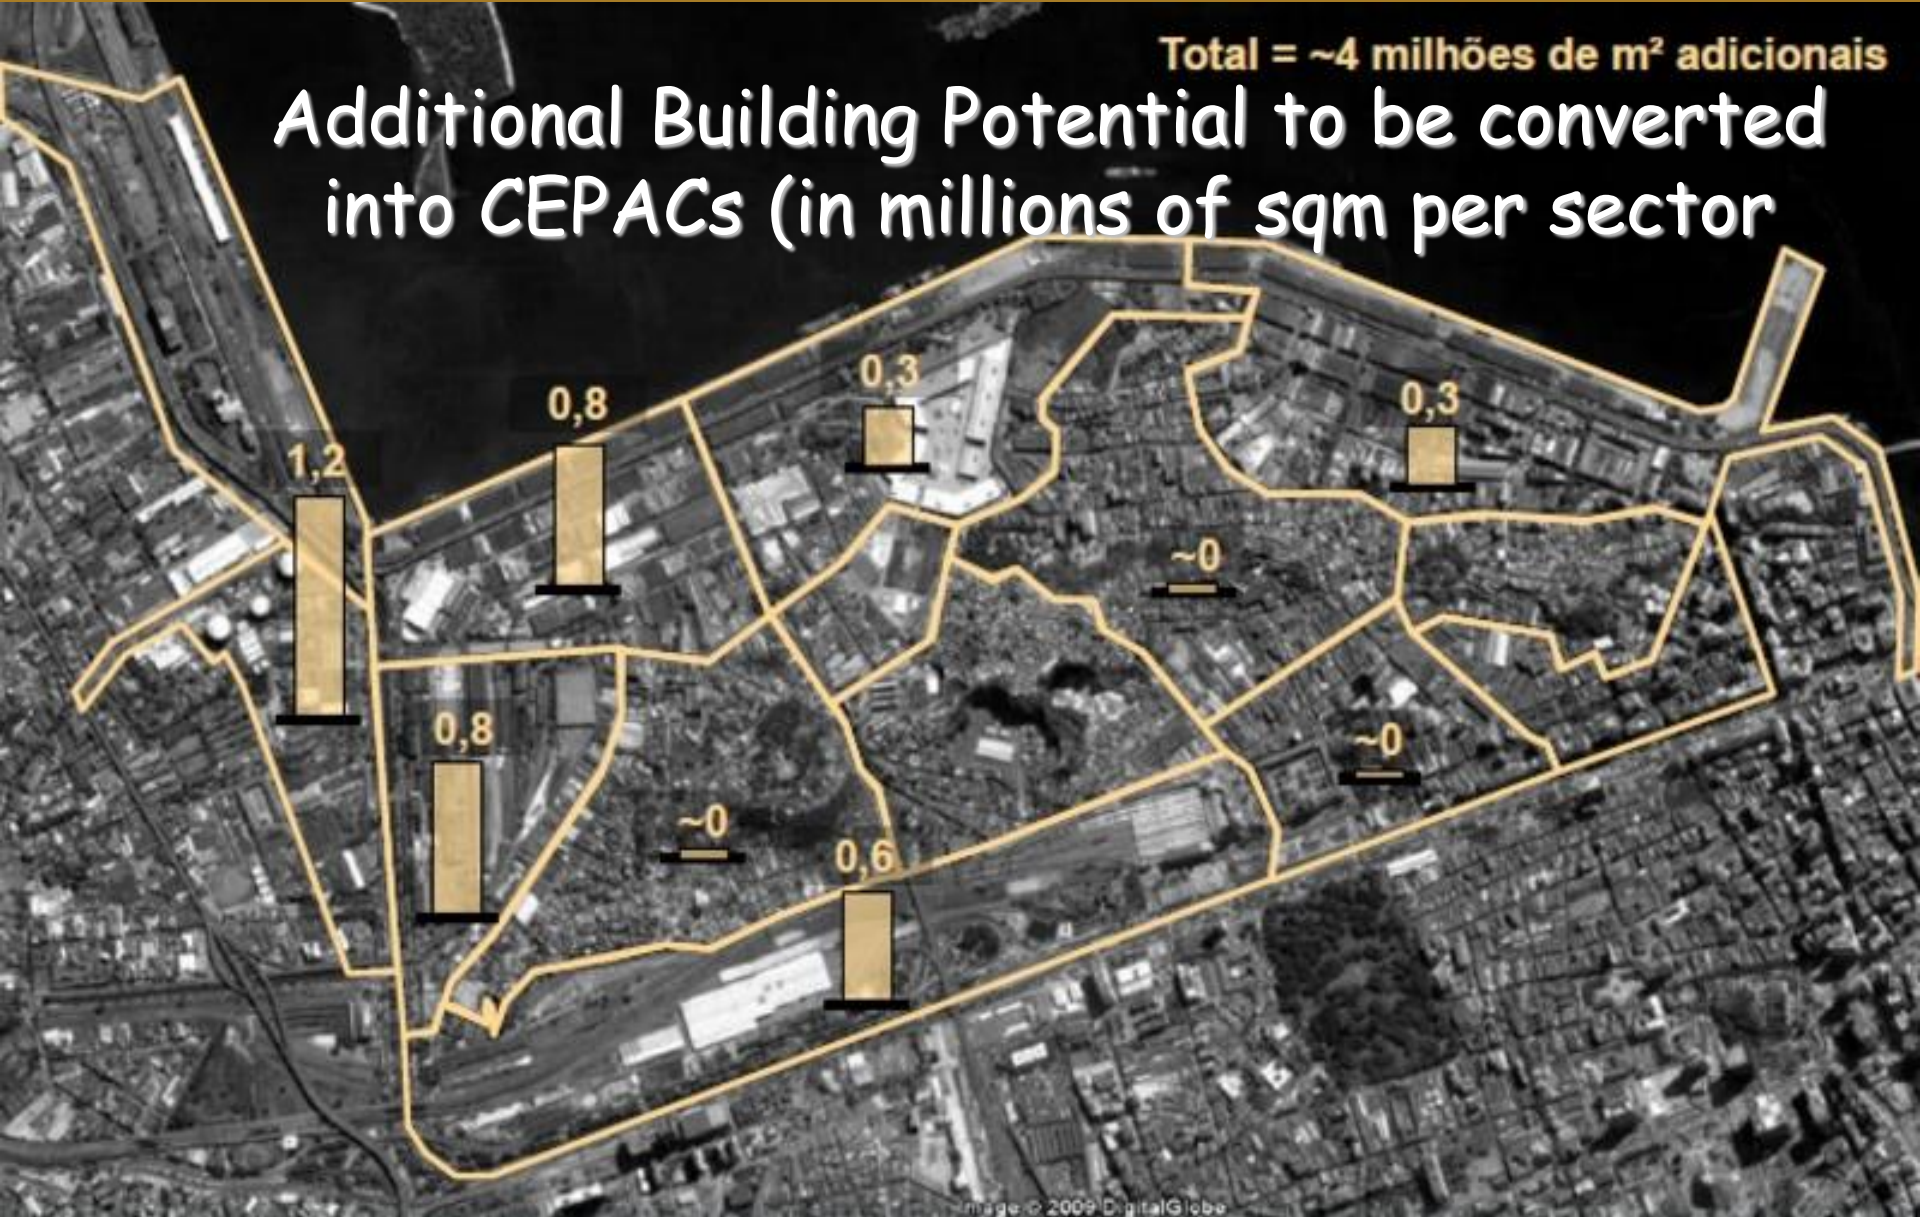 Total = ~4 milhões de m² adicionais
Additional Building Potential to be converted
into CEPACs (in millions of sqm per sector
0,3
0,8
0,3
1,2
~0
0,8
~0
~0
0,6
Image © 2009 DigitalGlobe